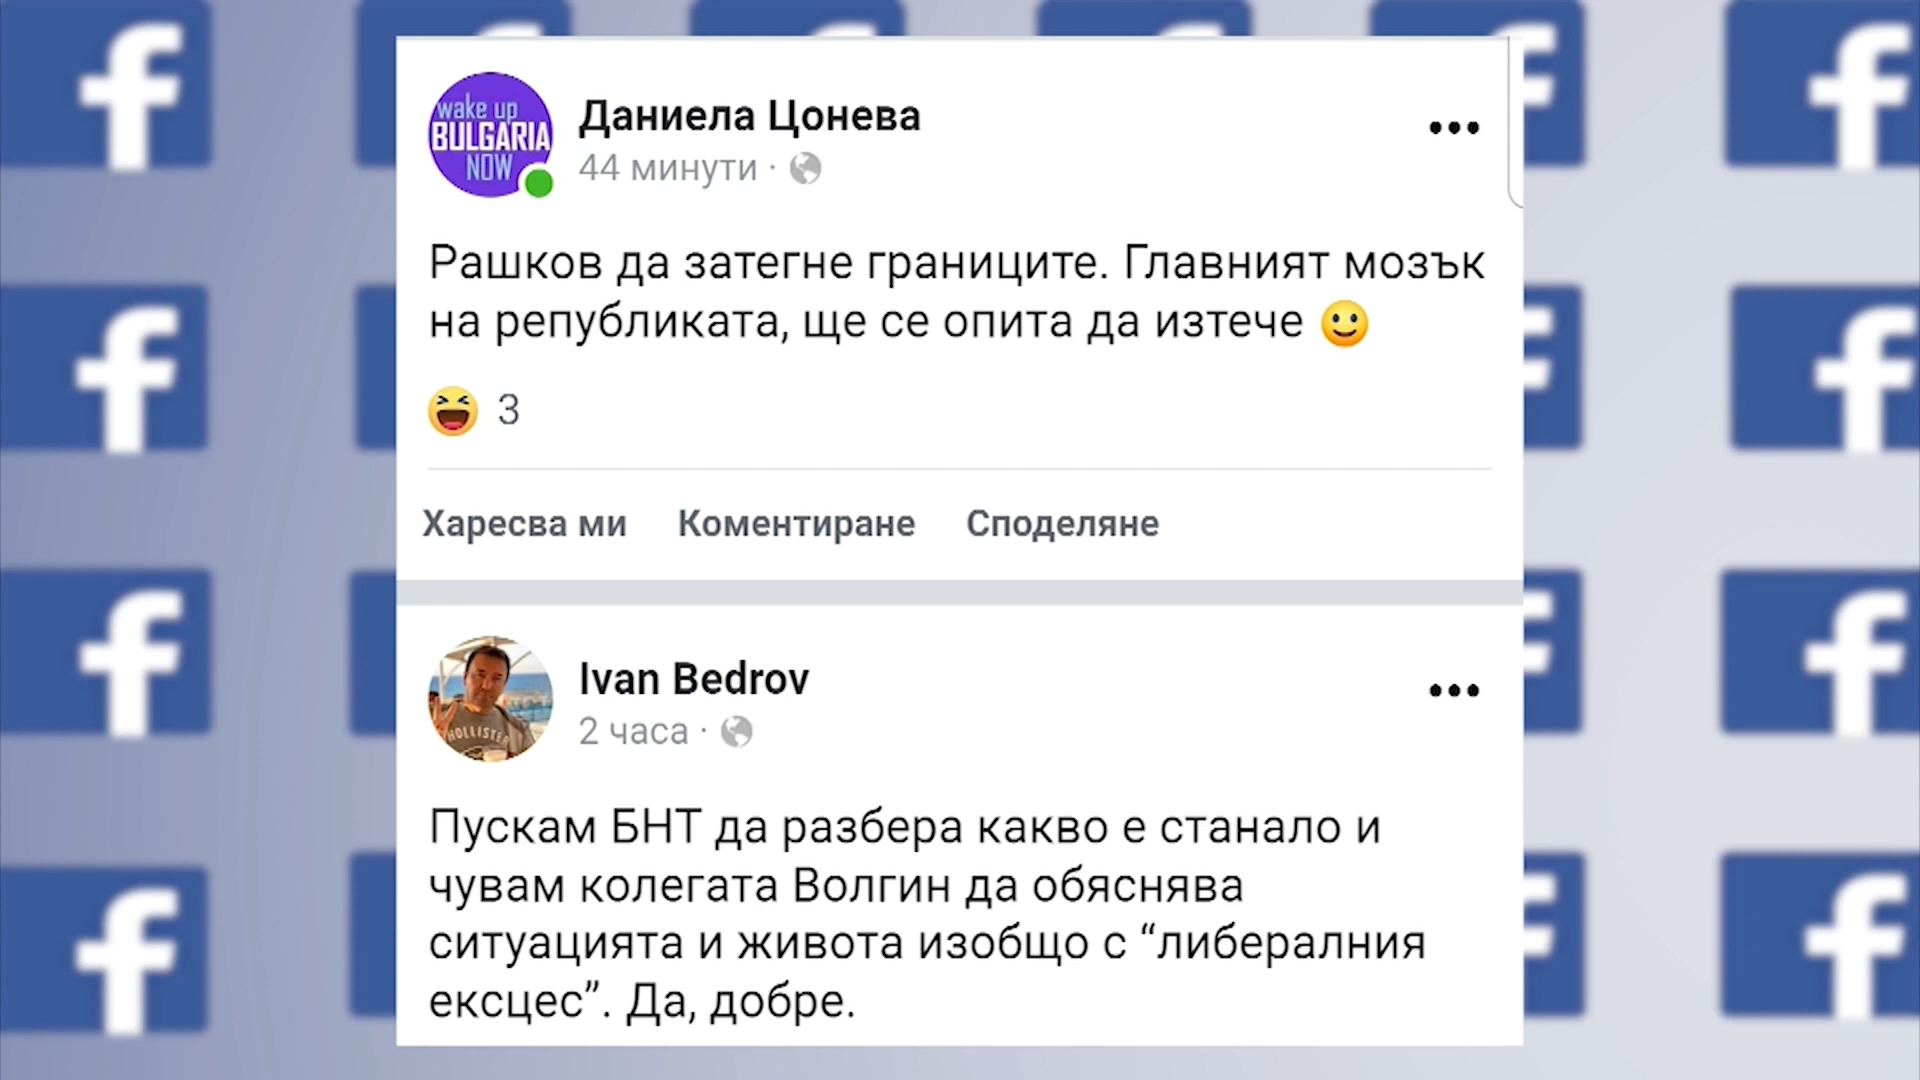 wake up
BULGARIA
NOW
Даниела Цонева
44 минути ·
Рашков да затегне границите. Главният мозък
на републиката, ще се опита да изтече
3
Харесва ми Коментиране Споделяне
Ivan Bedrov
2 часа ·
HOLLISTER
Пускам БНТ да разбера какво е станало и
чувам колегата Волгин да обяснява
ситуацията и живота изобщо с “либералния
ексцес”. Да, добре.